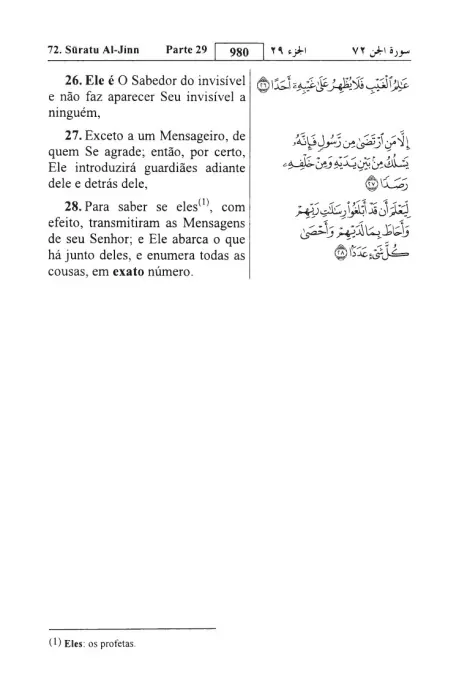 72. Sūratu Al-Jinn Parte 29 980 الجزء ٢٩ سورة الجن ٧٢
26. Ele é O Sabedor do invisível
e não faz aparecer Seu invisível a
ninguém,
27. Exceto a um Mensageiro, de
quem Se agrade; então, por certo,
Ele introduzirá guardiães adiante
dele e detrás dele,
28. Para saber se eles(1), com
efeito, transmitiram as Mensagens
de seu Senhor; e Ele abarca o que
há junto deles, e enumera todas as
cousas, em exato número.
عَٰلِمُ ٱلْغَيْبِ فَلَا يُظْهِرُ عَلَىٰ غَيْبِهِۦٓ أَحَدًا ﴿٢٦﴾
إِلَّا مَنِ ٱرْتَضَىٰ مِن رَّسُولٍ فَإِنَّهُۥ
يَسْلُكُ مِنۢ بَيْنِ يَدَيْهِ وَمِنْ خَلْفِهِۦ
رَصَدًا ﴿٢٧﴾
لِّيَعْلَمَ أَن قَدْ أَبْلَغُوا۟ رِسَٰلَٰتِ رَبِّهِمْ
وَأَحَاطَ بِمَا لَدَيْهِمْ وَأَحْصَىٰ
كُلَّ شَىْءٍ عَدَدًۢا ﴿٢٨﴾
(1) Eles: os profetas.